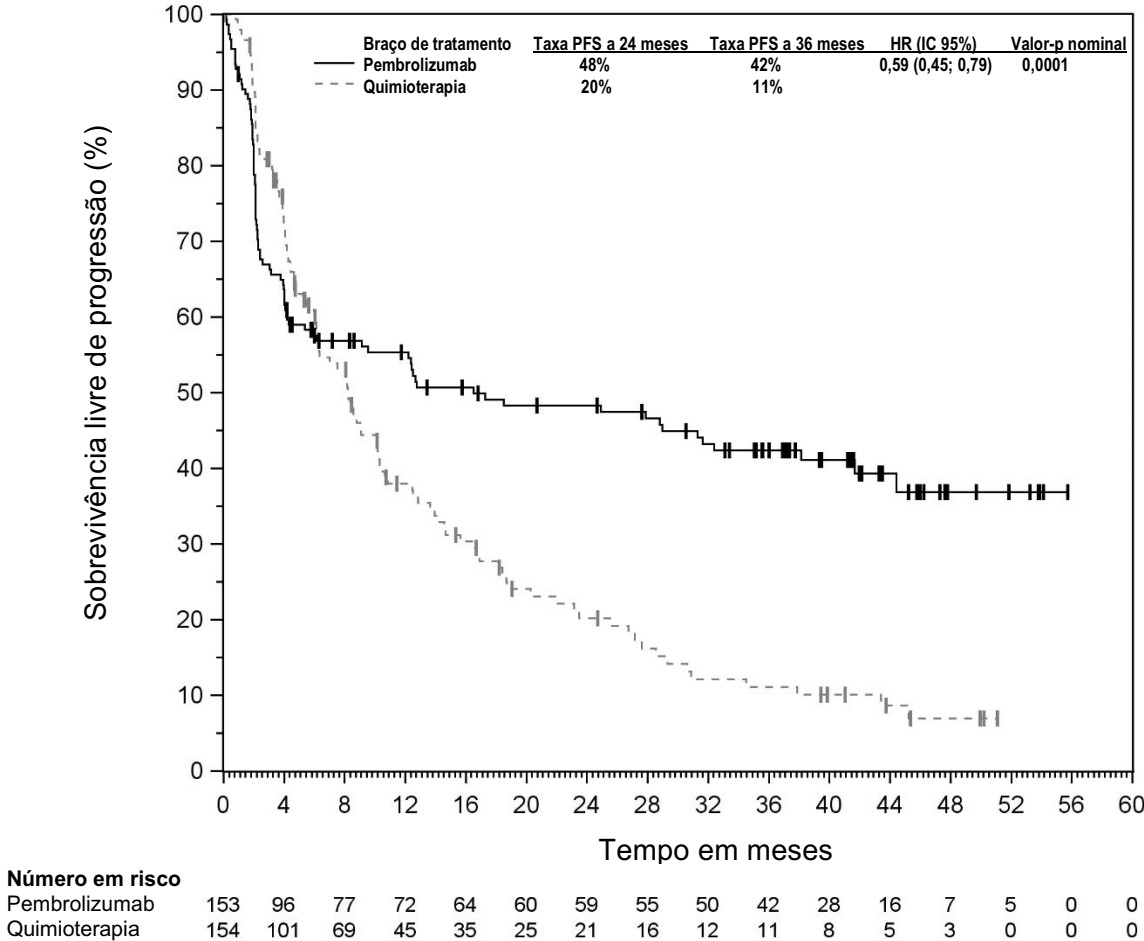 Braço de tratamento Taxa PFS a 24 meses Taxa PFS a 36 meses HR (IC 95%) Valor-p nominal
Pembrolizumab 48% 42% 0,59 (0,45; 0,79) 0,0001
Quimioterapia 20% 11%
Sobrevivência livre de progressão (%)
100
90
80
70
60
50
40
30
20
10
0
0 4 8 12 16 20 24 28 32 36 40 44 48 52 56 60
Tempo em meses
Número em risco
Pembrolizumab 153 96 77 72 64 60 59 55 50 42 28 16 7 5 0 0
Quimioterapia 154 101 69 45 35 25 21 16 12 11 8 5 3 0 0 0